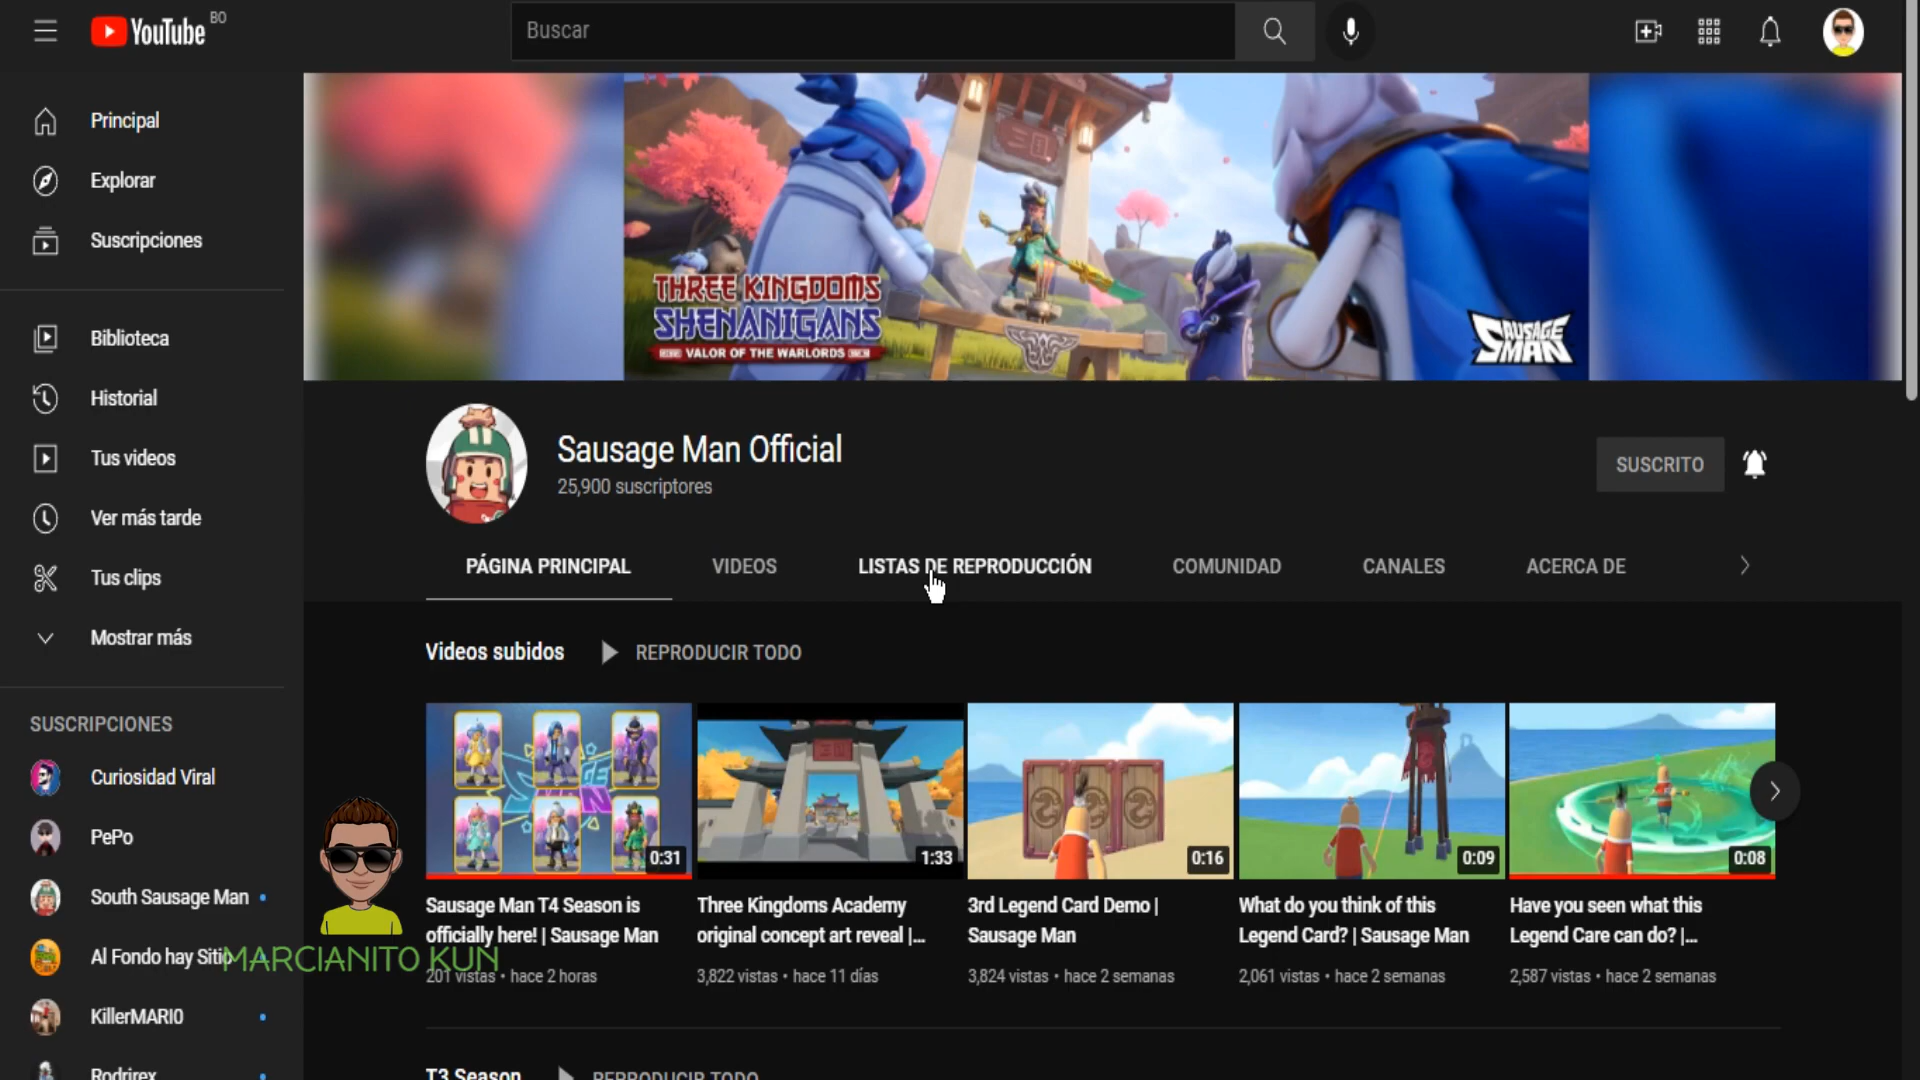 YouTube BO
Buscar
Principal
Explorar
Suscripciones
Biblioteca
Historial
Tus videos
Ver más tarde
Tus clips
Mostrar más
SUSCRIPCIONES
Curiosidad Viral
PePo
South Sausage Man
Al Fondo hay Sitio
KillerMARIO
Rodrirex
THREE KINGDOMS
SHENANIGANS
VALOR OF THE WARLORDS
SAUSAGE
MAN
Sausage Man Official
25,900 suscriptores
SUSCRITO
PÁGINA PRINCIPAL VIDEOS LISTAS DE REPRODUCCIÓN COMUNIDAD CANALES ACERCA DE
Videos subidos REPRODUCIR TODO
0:31
Sausage Man T4 Season is
officially here! | Sausage Man
201 vistas • hace 2 horas
1:33
Three Kingdoms Academy
original concept art reveal |...
3,822 vistas • hace 11 días
0:16
3rd Legend Card Demo |
Sausage Man
3,824 vistas • hace 2 semanas
0:09
What do you think of this
Legend Card? | Sausage Man
2,061 vistas • hace 2 semanas
0:08
Have you seen what this
Legend Care can do? |...
2,587 vistas • hace 2 semanas
MARCIANITO KUN
T3 Season REPRODUCIR TODO